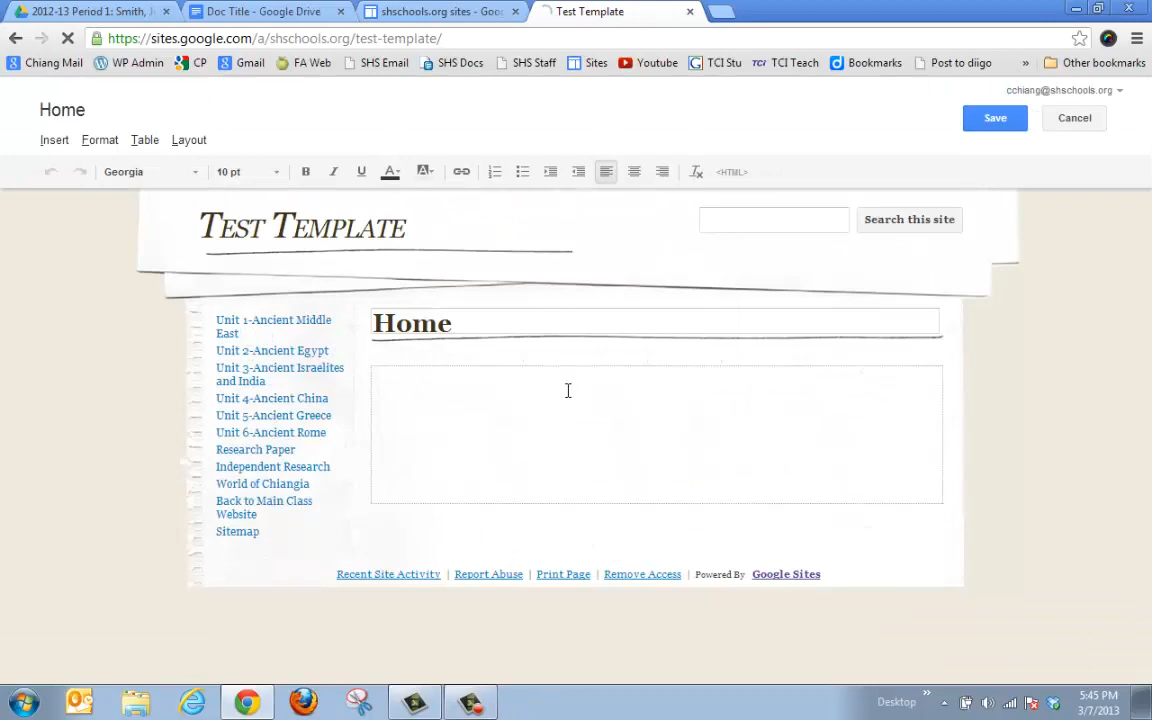 2012-13 Period 1: Smith, J
Doc Title - Google Drive
shschools.org sites - Goo
Test Template
https://sites.google.com/a/shschools.org/test-template/
Chiang Mail
WP Admin
CP
Gmail
FA Web
SHS Email
SHS Docs
SHS Staff
Sites
Youtube
TCI Stu
TCI TCI Teach
Bookmarks
Post to diigo
»
Other bookmarks
cchiang@shschools.org
Home
Save
Cancel
Insert Format Table Layout
Georgia
10 pt
B I U A A <HTML>
TEST TEMPLATE
Search this site
Unit 1-Ancient Middle
East
Unit 2-Ancient Egypt
Unit 3-Ancient Israelites
and India
Unit 4-Ancient China
Unit 5-Ancient Greece
Unit 6-Ancient Rome
Research Paper
Independent Research
World of Chiangia
Back to Main Class
Website
Sitemap
Home
Recent Site Activity | Report Abuse | Print Page | Remove Access | Powered By Google Sites
Desktop »
5:45 PM
3/7/2013